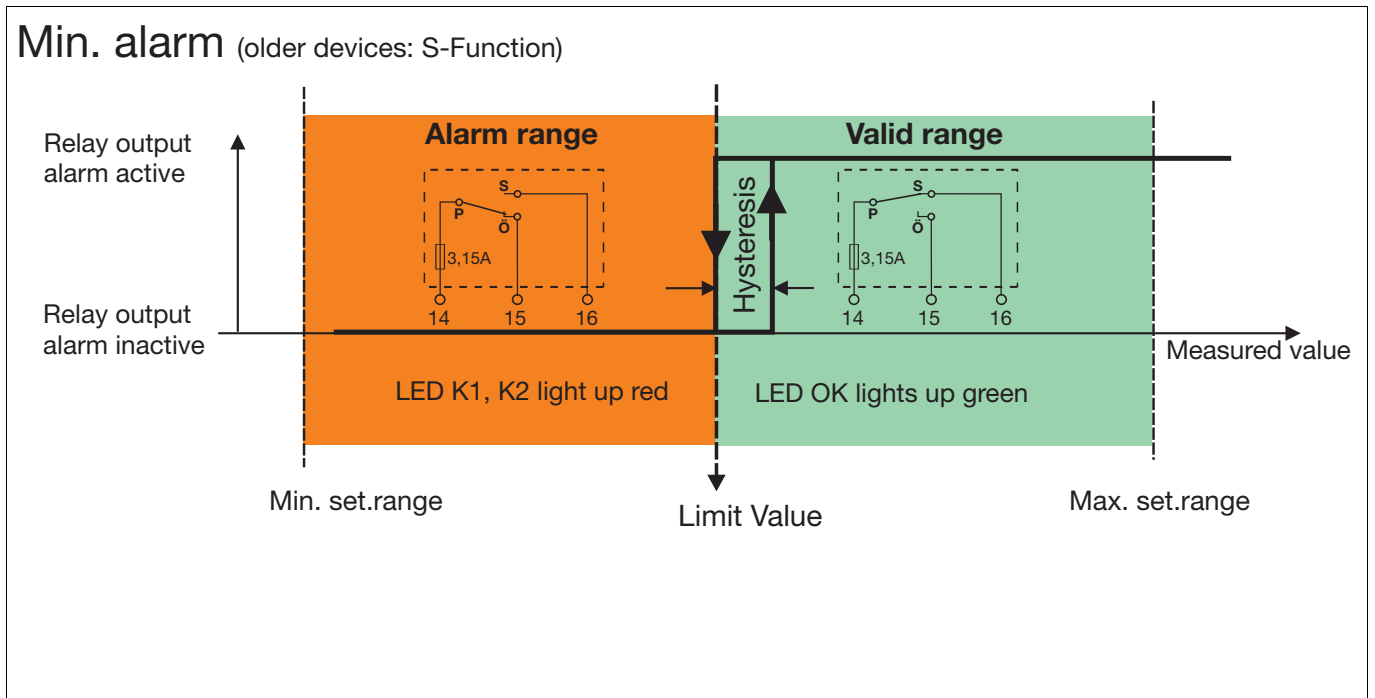 Min. alarm (older devices: S-Function)
Relay output
alarm active
Alarm range
Valid range
S
P
Ö
3,15A
14 15 16
Hysteresis
S
P
Ö
3,15A
14 15 16
Relay output
alarm inactive
Measured value
LED K1, K2 light up red
LED OK lights up green
Min. set.range
Limit Value
Max. set.range